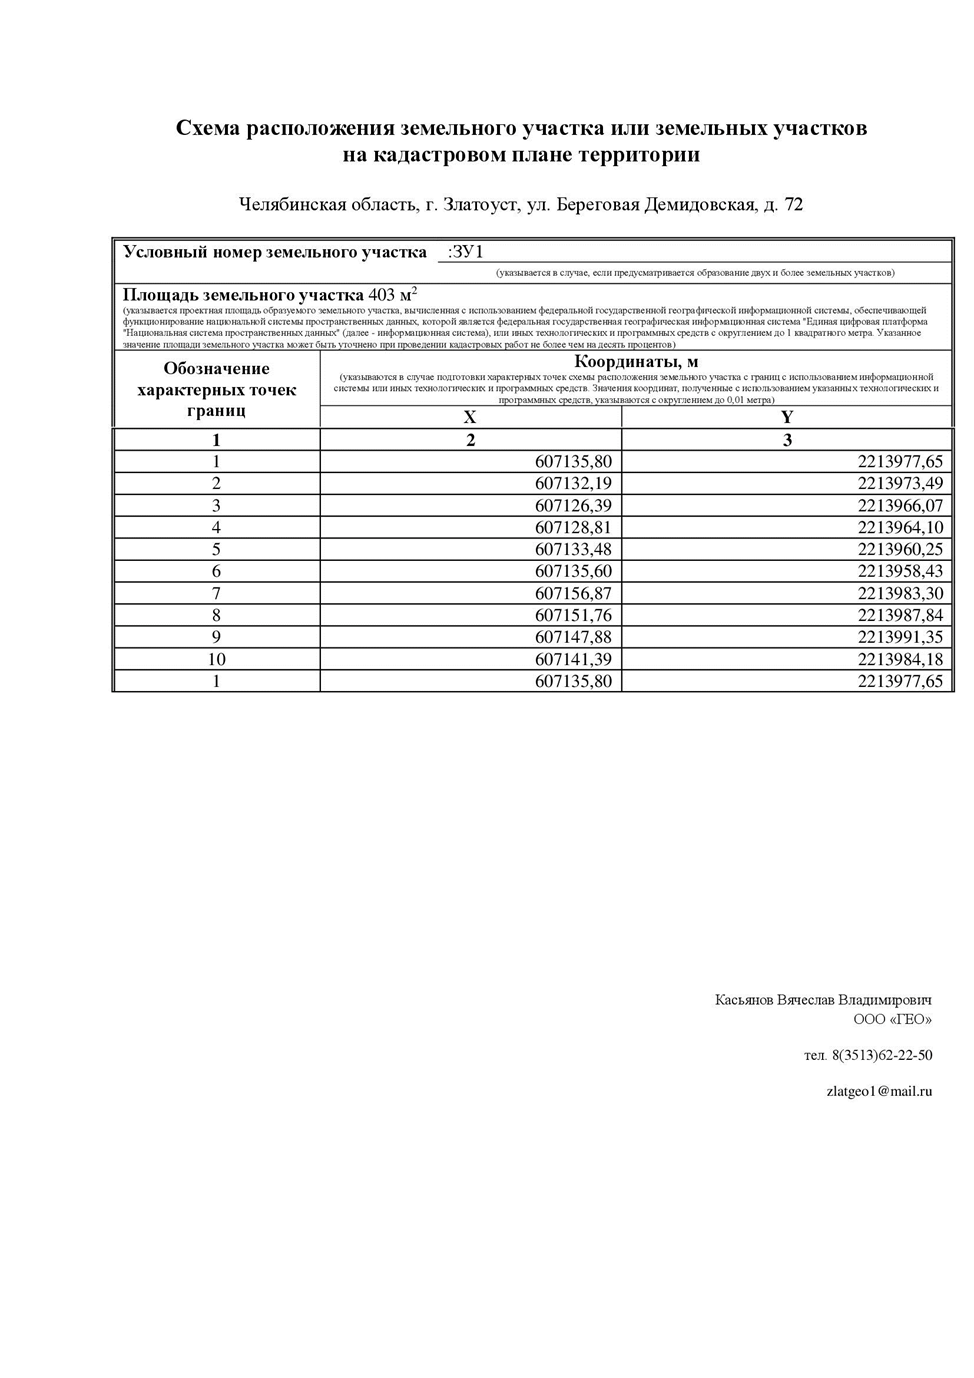 Схема расположения земельного участка или земельных участков
на кадастровом плане территории
Челябинская область, г. Златоуст, ул. Береговая Демидовская, д. 72
Условный номер земельного участка :ЗУ1
(указывается в случае, если предусматривается образование двух и более земельных участков)
Площадь земельного участка 403 м²
(указывается проектная площадь образуемого земельного участка, вычисленная с использованием федеральной государственной географической информационной системы, обеспечивающей
функционирование национальной системы пространственных данных, которой является федеральная государственная географическая информационная система "Единая цифровая платформа
"Национальная система пространственных данных" (далее - информационная система), или иных технологических и программных средств с округлением до 1 квадратного метра. Указанное
значение площади земельного участка может быть уточнено при проведении кадастровых работ не более чем на десять процентов)
Обозначение
характерных точек
границ
Координаты, м
(указываются в случае подготовки характерных точек схемы расположения земельного участка с границ с использованием информационной
системы или иных технологических и программных средств. Значения координат, полученные с использованием указанных технологических и
программных средств, указываются с округлением до 0,01 метра)
X Y
1 2 3
1 607135,80 2213977,65
2 607132,19 2213973,49
3 607126,39 2213966,07
4 607128,81 2213964,10
5 607133,48 2213960,25
6 607135,60 2213958,43
7 607156,87 2213983,30
8 607151,76 2213987,84
9 607147,88 2213991,35
10 607141,39 2213984,18
1 607135,80 2213977,65
Касьянов Вячеслав Владимирович
ООО «ГЕО»
тел. 8(3513)62-22-50
zlatgeo1@mail.ru